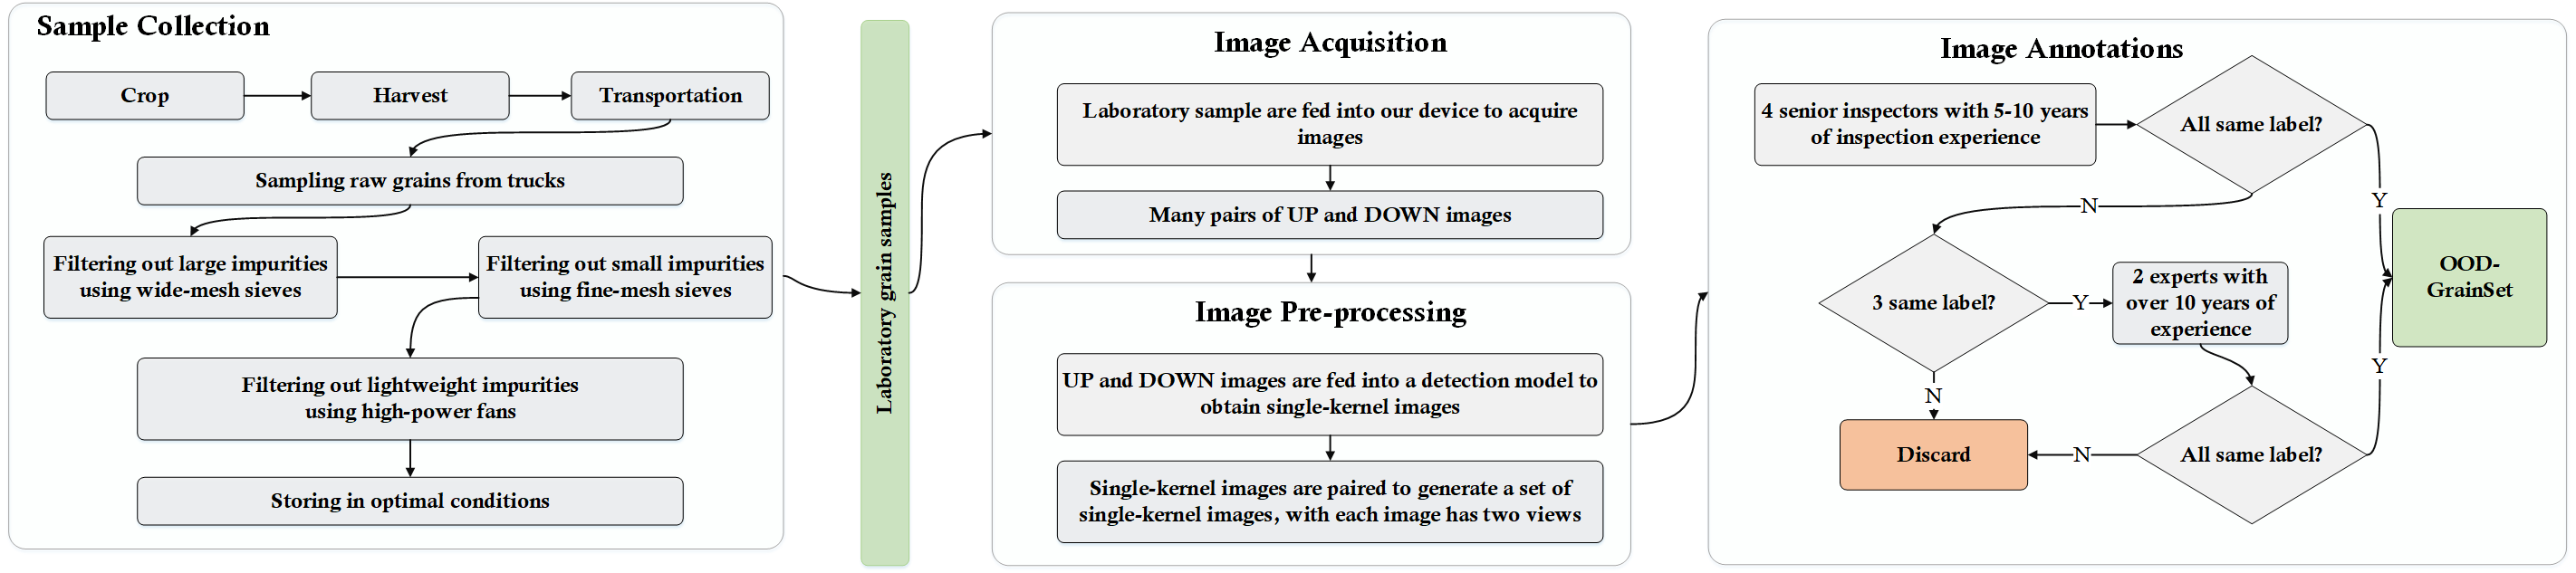 Sample Collection
Crop
Harvest
Transportation
Sampling raw grains from trucks
Filtering out large impurities
using wide-mesh sieves
Filtering out small impurities
using fine-mesh sieves
Filtering out lightweight impurities
using high-power fans
Storing in optimal conditions
Laboratory grain samples
Image Acquisition
Laboratory sample are fed into our device to acquire
images
Many pairs of UP and DOWN images
Image Pre-processing
UP and DOWN images are fed into a detection model to
obtain single-kernel images
Single-kernel images are paired to generate a set of
single-kernel images, with each image has two views
Image Annotations
4 senior inspectors with 5-10 years
of inspection experience
All same label?
Y
N
3 same label?
Y
2 experts with
over 10 years of
experience
OOD-
GrainSet
N
Y
Discard
N
All same label?